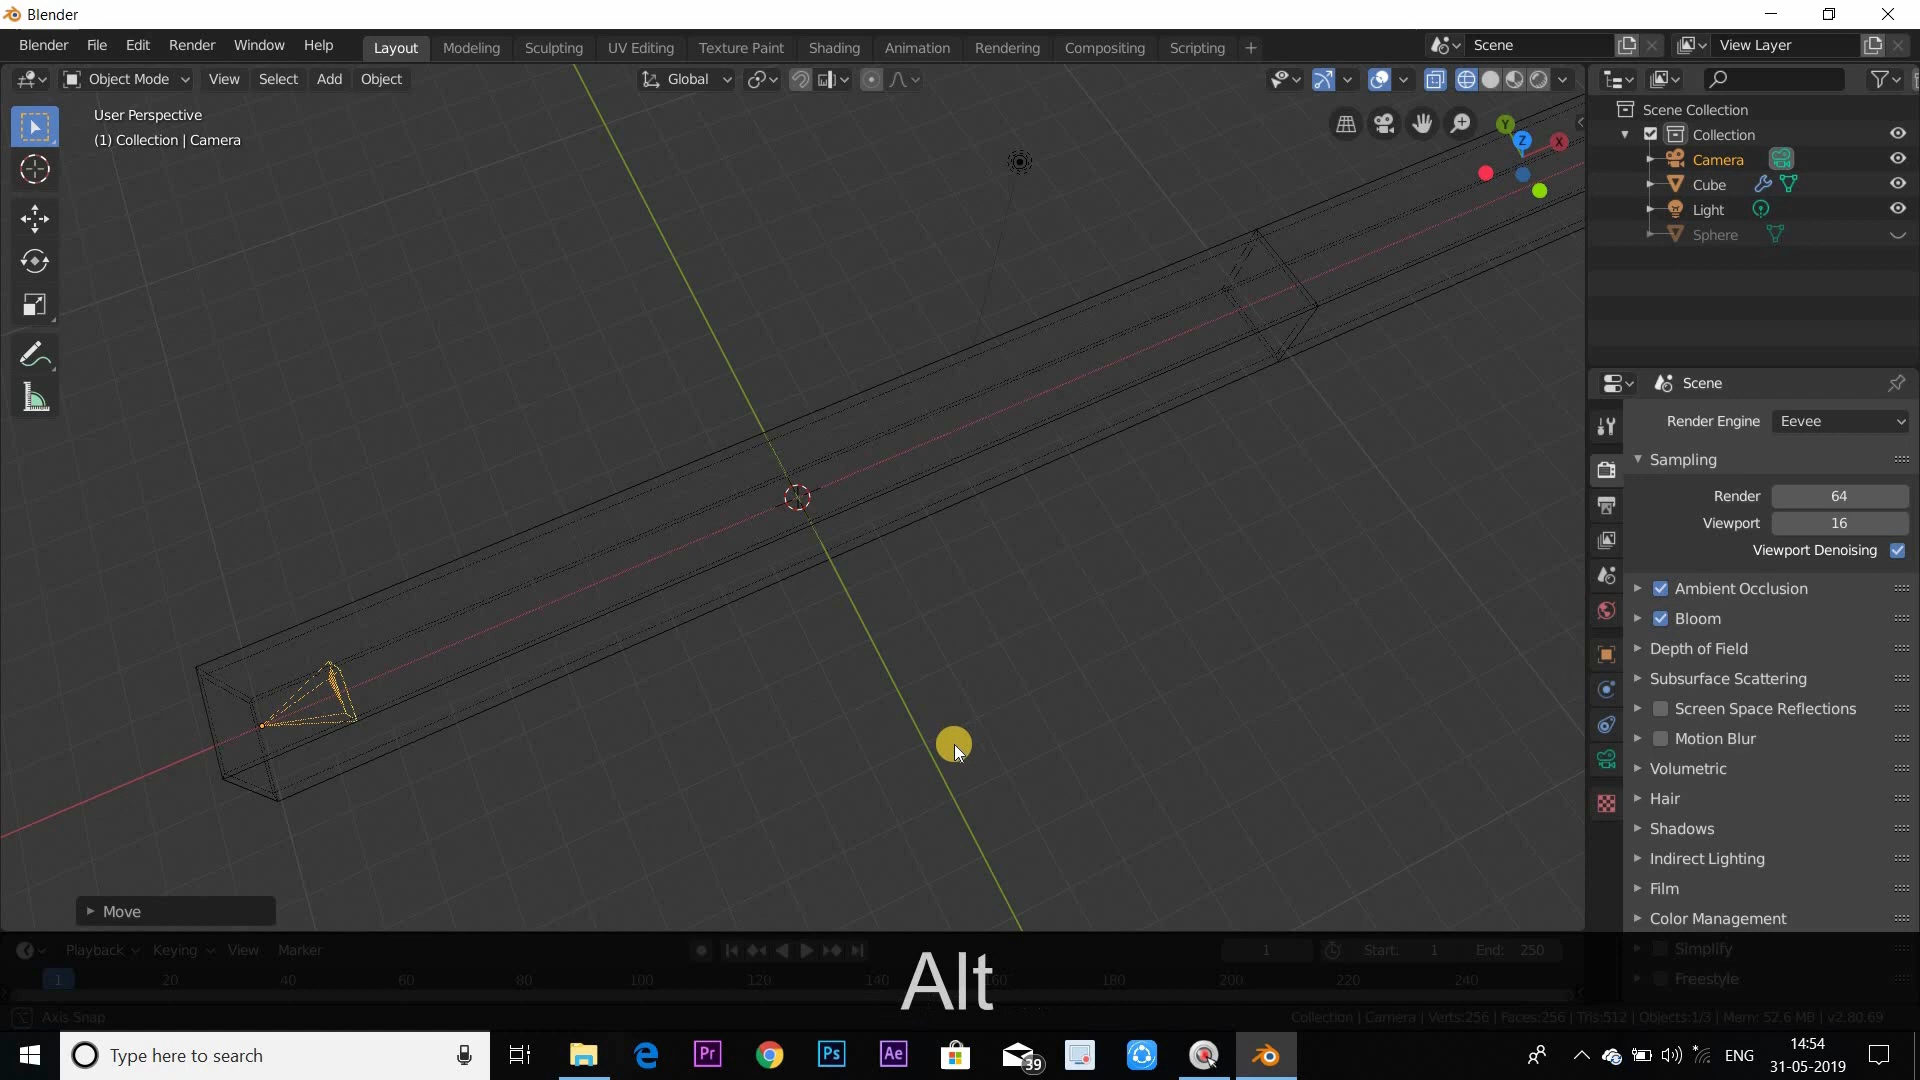 Blender
Blender File Edit Render Window Help Layout Modeling Sculpting UV Editing Texture Paint Shading Animation Rendering Compositing Scripting + Scene View Layer
Object Mode View Select Add Object Global
User Perspective
(1) Collection | Camera
Y
Z
X
Scene Collection
Collection
Camera
Cube
Light
Sphere
Scene
Render Engine Eevee
Sampling
Render 64
Viewport 16
Viewport Denoising
Ambient Occlusion
Bloom
Depth of Field
Subsurface Scattering
Screen Space Reflections
Motion Blur
Volumetric
Hair
Shadows
Indirect Lighting
Film
Color Management
Simplify
Freestyle
Move
Playback Keying View Marker 1 Start: 1 End: 250
1 20 40 60 80 100 120 140 160 180 200 220 240
Alt
Axis Snap
Collection | Camera | Verts:256 | Faces:256 | Tris:512 | Objects:1/3 | Mem: 52.6 MB | v2.80.69
Type here to search
Pr
Ps
Ae
39
ENG
14:54
31-05-2019